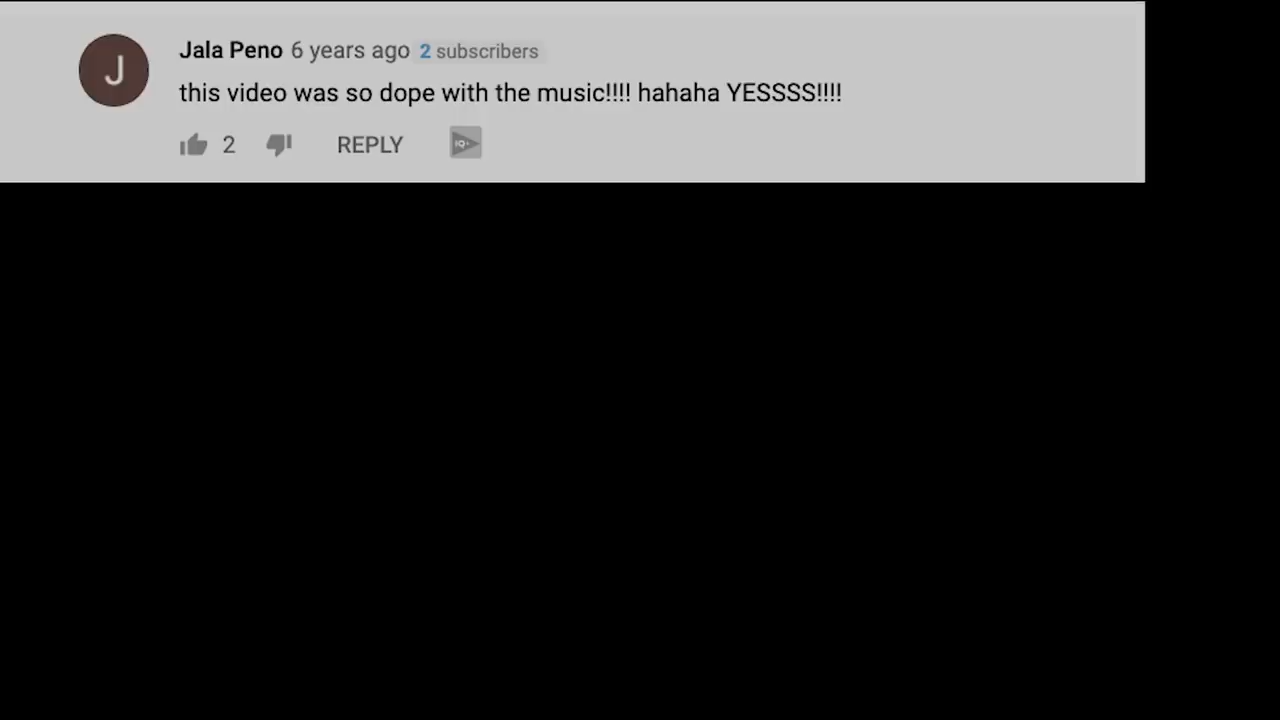 J
Jala Peno 6 years ago 2 subscribers
this video was so dope with the music!!!! hahaha YESSSS!!!!
2 REPLY